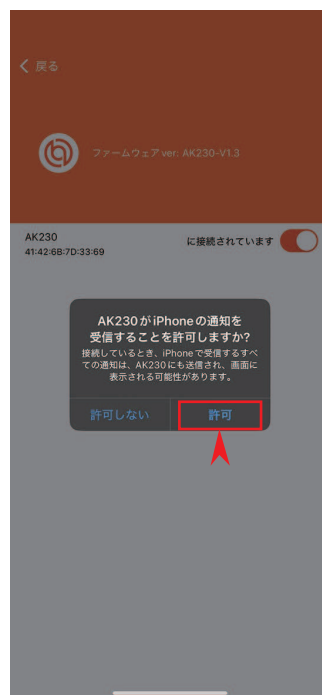 戻る
ファームウェア ver: AK230-V1.3
AK230
に接続されています
41:42:6B:7D:33:69
AK230がiPhoneの通知を
受信することを許可しますか?
接続しているとき、iPhoneで受信するすべ
ての通知は、AK230にも送信され、画面に
表示される可能性があります。
許可しない
許可